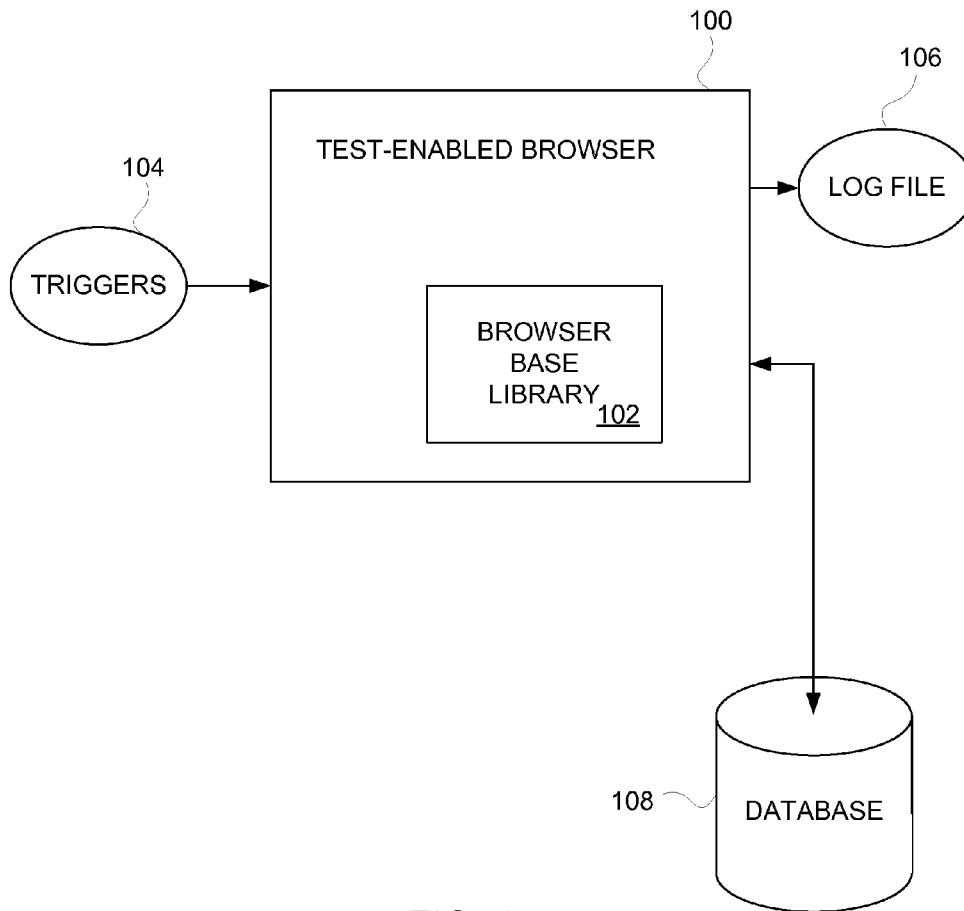 100
106
TEST-ENABLED BROWSER
LOG FILE
104
TRIGGERS
BROWSER
BASE
LIBRARY
102
108
DATABASE